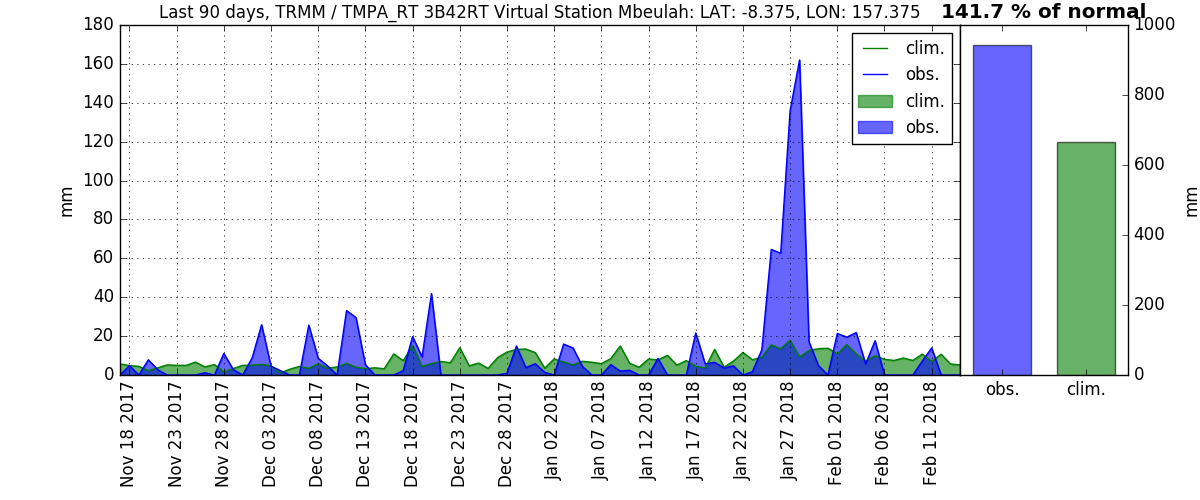 Last 90 days, TRMM / TMPA_RT 3B42RT Virtual Station Mbeulah: LAT: -8.375, LON: 157.375
141.7 % of normal
180
160
140
120
100
80
60
40
20
0
mm
clim.
obs.
clim.
obs.
Nov 18 2017
Nov 23 2017
Nov 28 2017
Dec 03 2017
Dec 08 2017
Dec 13 2017
Dec 18 2017
Dec 23 2017
Dec 28 2017
Jan 02 2018
Jan 07 2018
Jan 12 2018
Jan 17 2018
Jan 22 2018
Jan 27 2018
Feb 01 2018
Feb 06 2018
Feb 11 2018
1000
800
600
400
200
0
mm
obs.
clim.